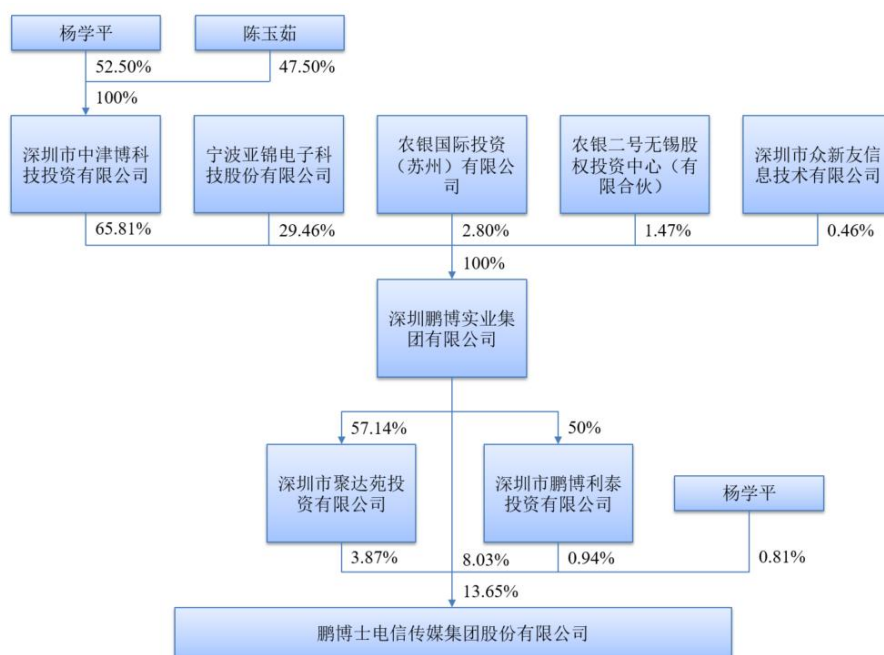 杨学平
陈玉茹
52.50%
47.50%
100%
深圳市中津博科
技投资有限公司
宁波亚锦电子科
技股份有限公司
农银国际投资
（苏州）有限公
司
农银二号无锡股
权投资中心（有
限合伙）
深圳市众新友信
息技术有限公司
65.81%
29.46%
2.80%
1.47%
0.46%
100%
深圳鹏博实业集
团有限公司
57.14%
50%
深圳市聚达苑投
资有限公司
深圳市鹏博利泰
投资有限公司
杨学平
3.87%
8.03%
0.94%
0.81%
13.65%
鹏博士电信传媒集团股份有限公司